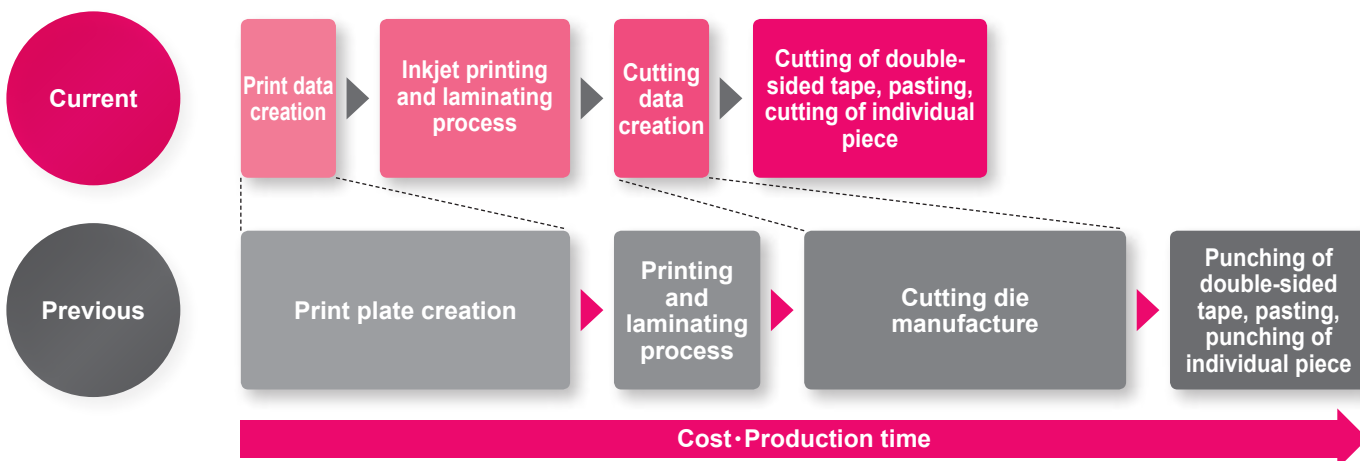 Current
Print data
creation
Inkjet printing
and laminating
process
Cutting
data
creation
Cutting of double-
sided tape, pasting,
cutting of individual
piece
Previous
Print plate creation
Printing
and
laminating
process
Cutting die
manufacture
Punching of
double-sided
tape, pasting,
punching of
individual piece
Cost・Production time